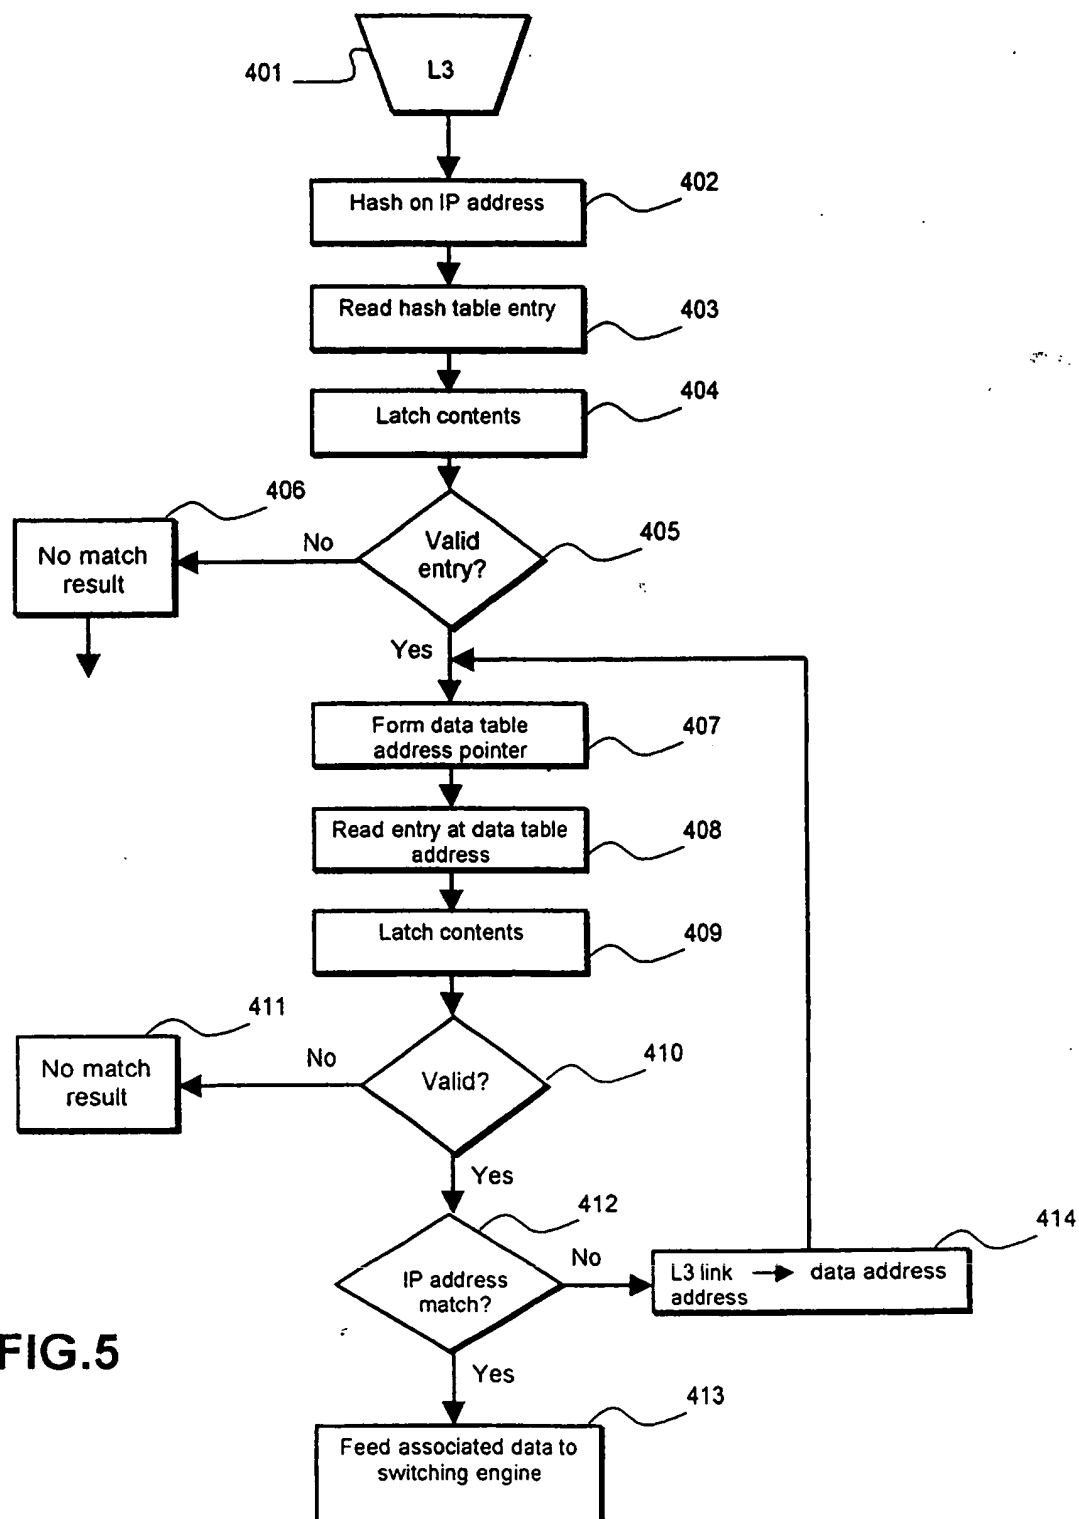 401
L3
402
Hash on IP address
403
Read hash table entry
404
Latch contents
406
No match
result
No
Valid
entry?
405
Yes
Form data table
address pointer
407
Read entry at data table
address
408
Latch contents
409
411
No match
result
No
Valid?
410
Yes
412
IP address
match?
No
414
L3 link → data address
address
Yes
FIG.5
413
Feed associated data to
switching engine